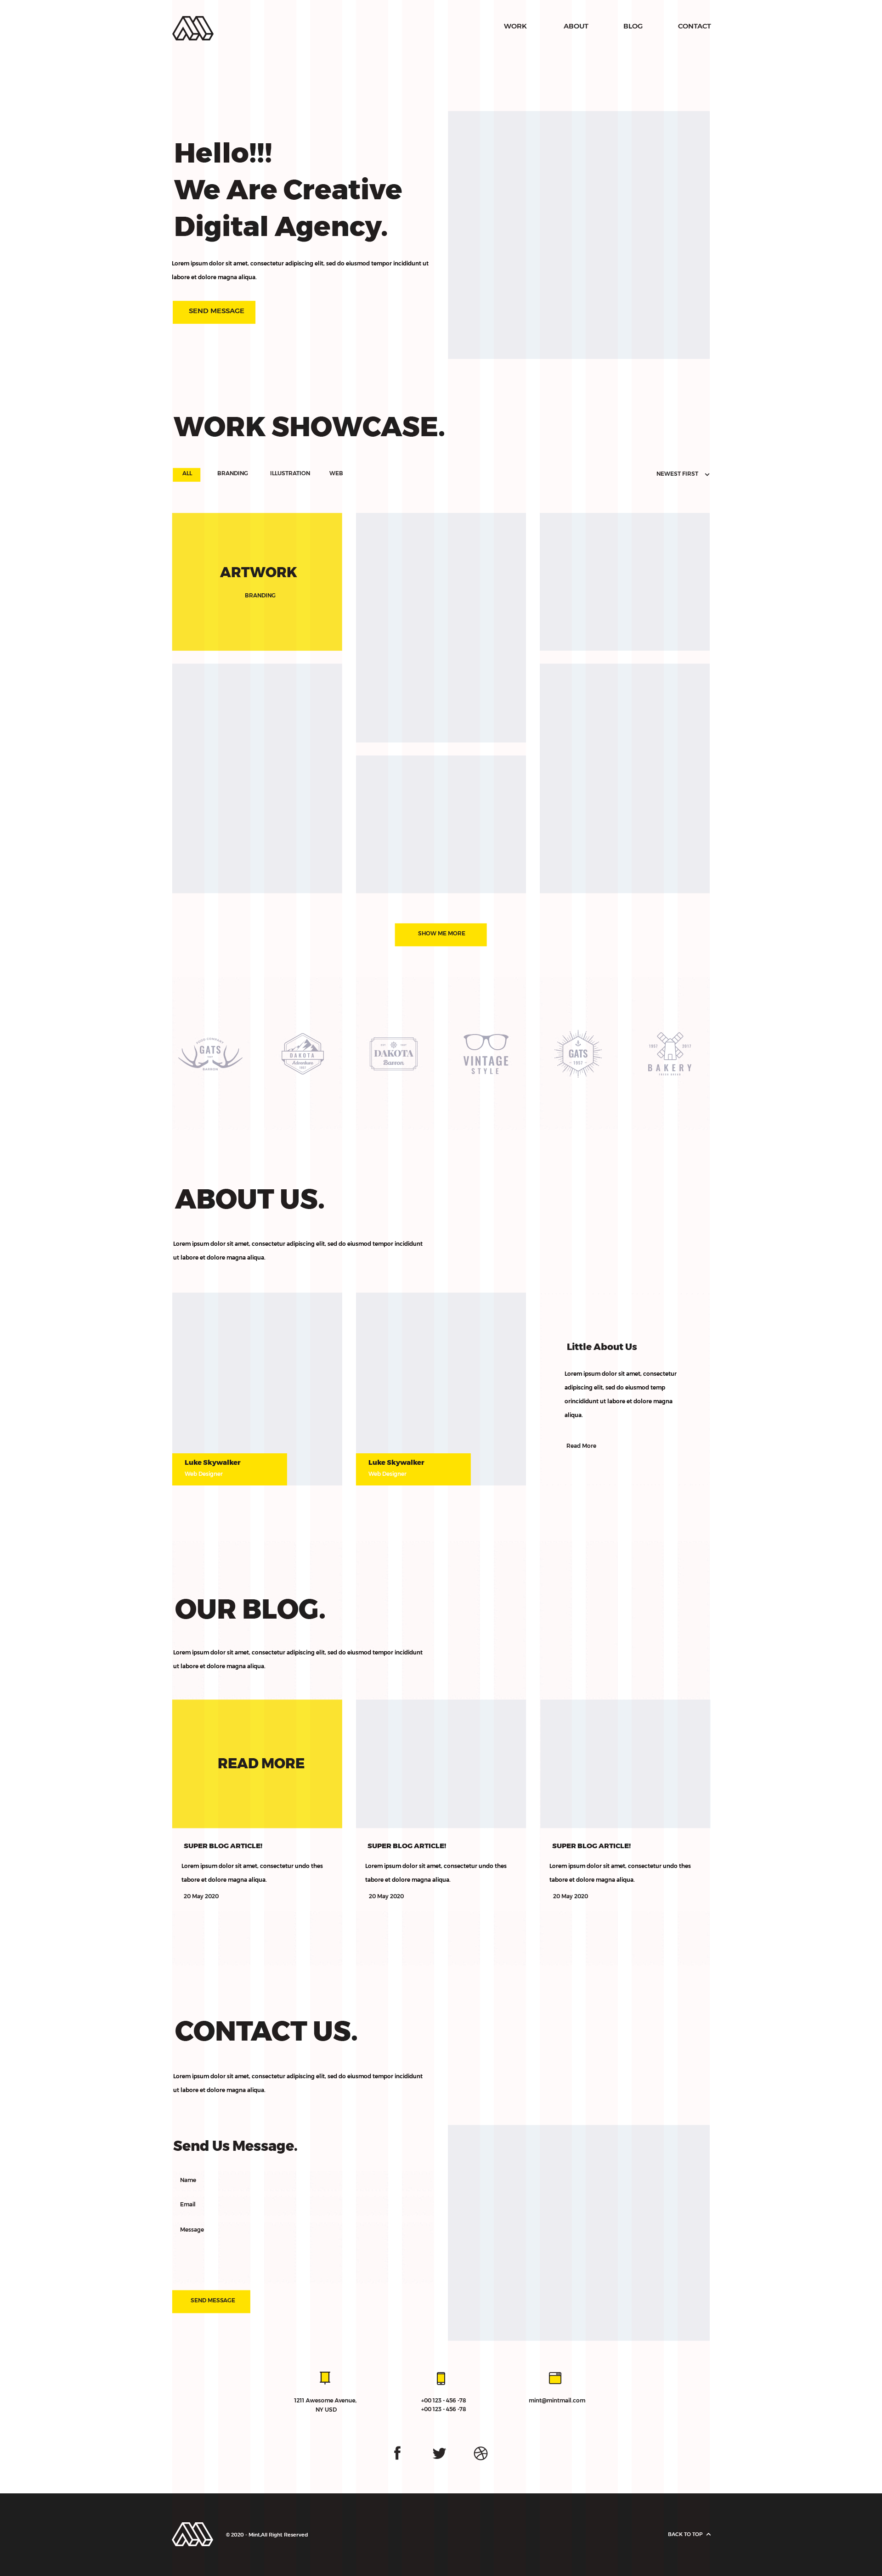 WORK ABOUT BLOG CONTACT
Hello!!!
We Are Creative
Digital Agency.
Lorem ipsum dolor sit amet, consectetur adipiscing elit, sed do eiusmod tempor incididunt ut
labore et dolore magna aliqua.
SEND MESSAGE
WORK SHOWCASE.
ALL BRANDING ILLUSTRATION WEB NEWEST FIRST
ARTWORK
BRANDING
SHOW ME MORE
GATS
DAKOTA
Adventure
DAKOTA
Barron
VINTAGE
STYLE
GATS
1957
1957 2017
BAKERY
ABOUT US.
Lorem ipsum dolor sit amet, consectetur adipiscing elit, sed do eiusmod tempor incididunt
ut labore et dolore magna aliqua.
Luke Skywalker
Web Designer
Luke Skywalker
Web Designer
Little About Us
Lorem ipsum dolor sit amet, consectetur
adipiscing elit, sed do eiusmod temp
orincididunt ut labore et dolore magna
aliqua.
Read More
OUR BLOG.
Lorem ipsum dolor sit amet, consectetur adipiscing elit, sed do eiusmod tempor incididunt
ut labore et dolore magna aliqua.
READ MORE
SUPER BLOG ARTICLE!
Lorem ipsum dolor sit amet, consectetur undo thes
tabore et dolore magna aliqua.
20 May 2020
SUPER BLOG ARTICLE!
Lorem ipsum dolor sit amet, consectetur undo thes
tabore et dolore magna aliqua.
20 May 2020
SUPER BLOG ARTICLE!
Lorem ipsum dolor sit amet, consectetur undo thes
tabore et dolore magna aliqua.
20 May 2020
CONTACT US.
Lorem ipsum dolor sit amet, consectetur adipiscing elit, sed do eiusmod tempor incididunt
ut labore et dolore magna aliqua.
Send Us Message.
Name
Email
Message
SEND MESSAGE
1211 Awesome Avenue,
NY USD
+00 123 - 456 -78
+00 123 - 456 -78
mint@mintmail.com
© 2020 - Mint,All Right Reserved
BACK TO TOP